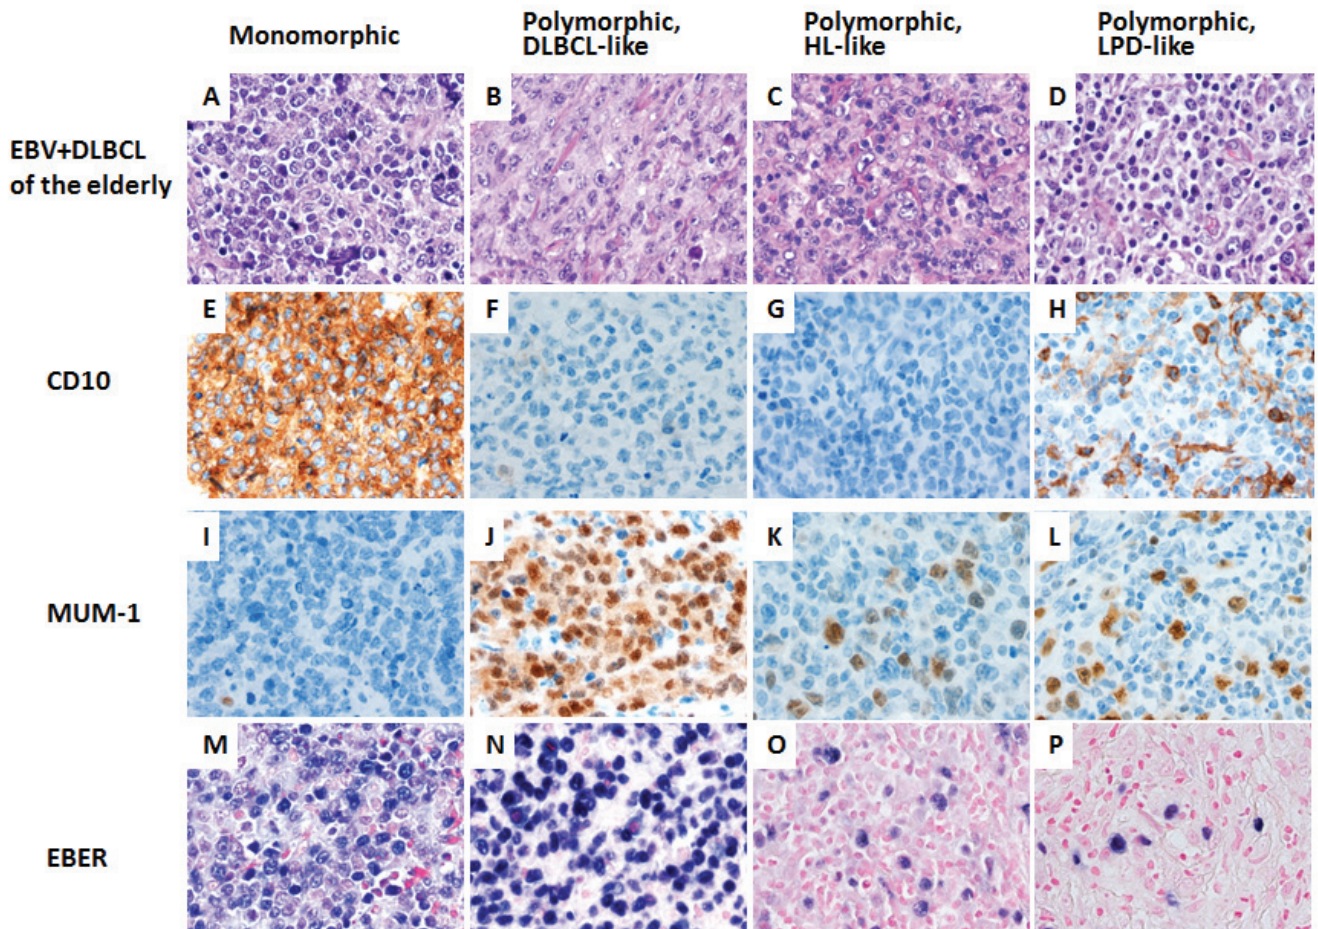 Monomorphic
Polymorphic,
DLBCL-like
Polymorphic,
HL-like
Polymorphic,
LPD-like
EBV+DLBCL
of the elderly
A
B
C
D
CD10
E
F
G
H
MUM-1
I
J
K
L
EBER
M
N
O
P